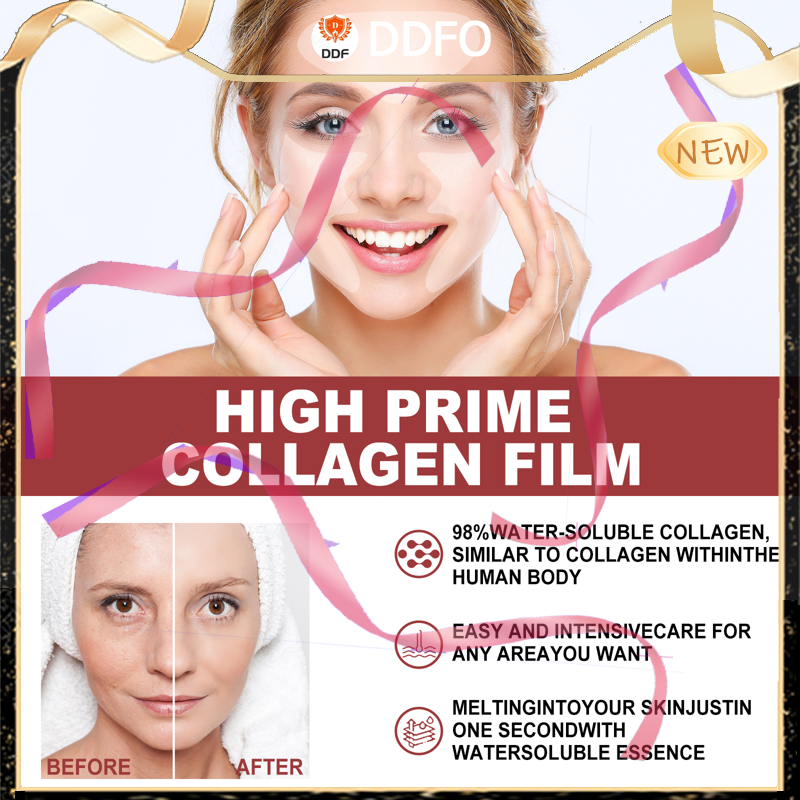 DDF
DDFO
NEW
HIGH PRIME
COLLAGEN FILM
98%WATER-SOLUBLE COLLAGEN,
SIMILAR TO COLLAGEN WITHINTHE
HUMAN BODY
EASY AND INTENSIVECARE FOR
ANY AREAYOU WANT
MELTINGINTOYOUR SKINJUSTIN
ONE SECONDWITH
WATERSOLUBLE ESSENCE
BEFORE
AFTER